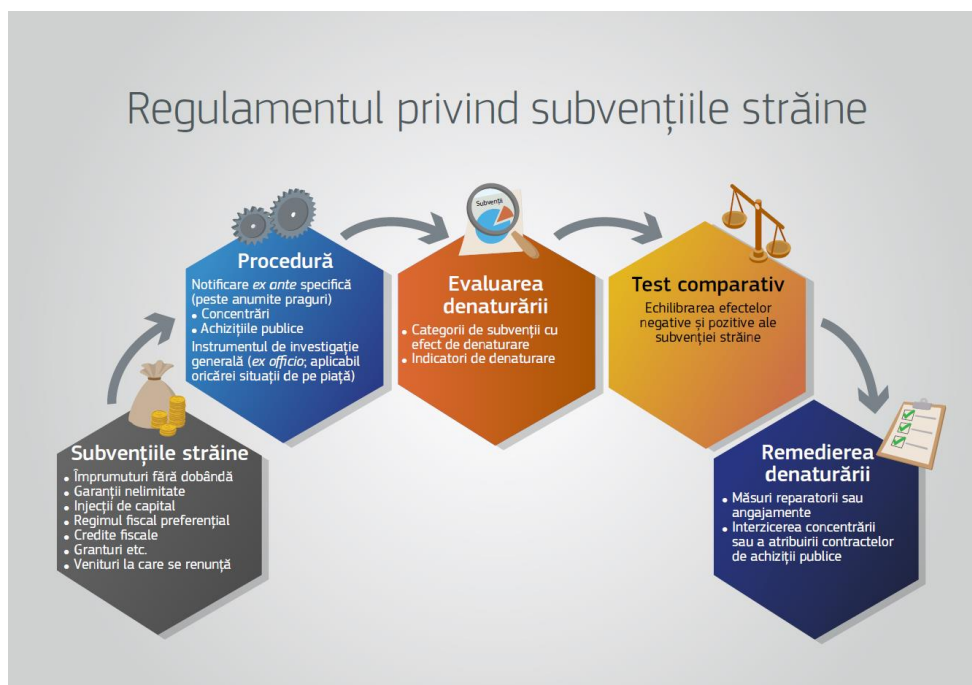 Regulamentul privind subvențiile străine
Subvențiile străine
• Împrumuturi fără dobândă
• Garanții nelimitate
• Injecții de capital
• Regimul fiscal preferențial
• Credite fiscale
• Granturi etc.
• Venituri la care se renunță
Procedură
Notificare ex ante specifică
(peste anumite praguri)
• Concentrări
• Achizițiile publice
Instrumentul de investigație
generală (ex officio; aplicabil
oricărei situații de pe piață)
Subvenții
Evaluarea
denaturării
• Categorii de subvenții cu
efect de denaturare
• Indicatori de denaturare
Test comparativ
Echilibrarea efectelor
negative și pozitive ale
subvenției străine
Remedierea
denaturării
• Măsuri reparatorii sau
angajamente
• Interzicerea concentrării
sau a atribuirii contractelor
de achiziții publice